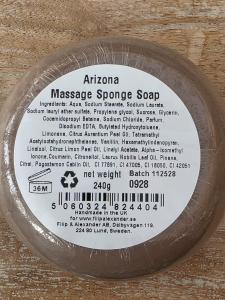 Arizona
Massage Sponge Soap
Ingredients: Aqua, Sodium Stearate, Sodium Laurate,
Sodium lauryl ether sulfate, Propylene glycol, Sucrose, Glycerin,
Cocamidopropyl Betaine, Sodium Chloride, Parfum,
Disodium EDTA, Butylated Hydroxytoluene,
Limonene, Citrus Aurantium Peel Oil, Tetramethyl
Acetyloctahydronaphthalenes, Vanillin, Hexamethylindanopyran,
Linalool, Citrus Limon Peel Oil, Linalyl Acetate, Alpha-Isomethyl
Ionone, Coumarin, Citronellol, Laurus Nobilis Leaf Oil, Pinene,
Citral, Pogostemon Cablin Oil, CI 77891, CI 47005, CI 18050, CI 42051
36M
net weight
240g
Batch 112528
0928
5 060324 824404
Handmade in the UK
for www.filipalexander.se
Filip & Alexander AB, Dalbyvägen 119,
224 90 Lund, Sweden.